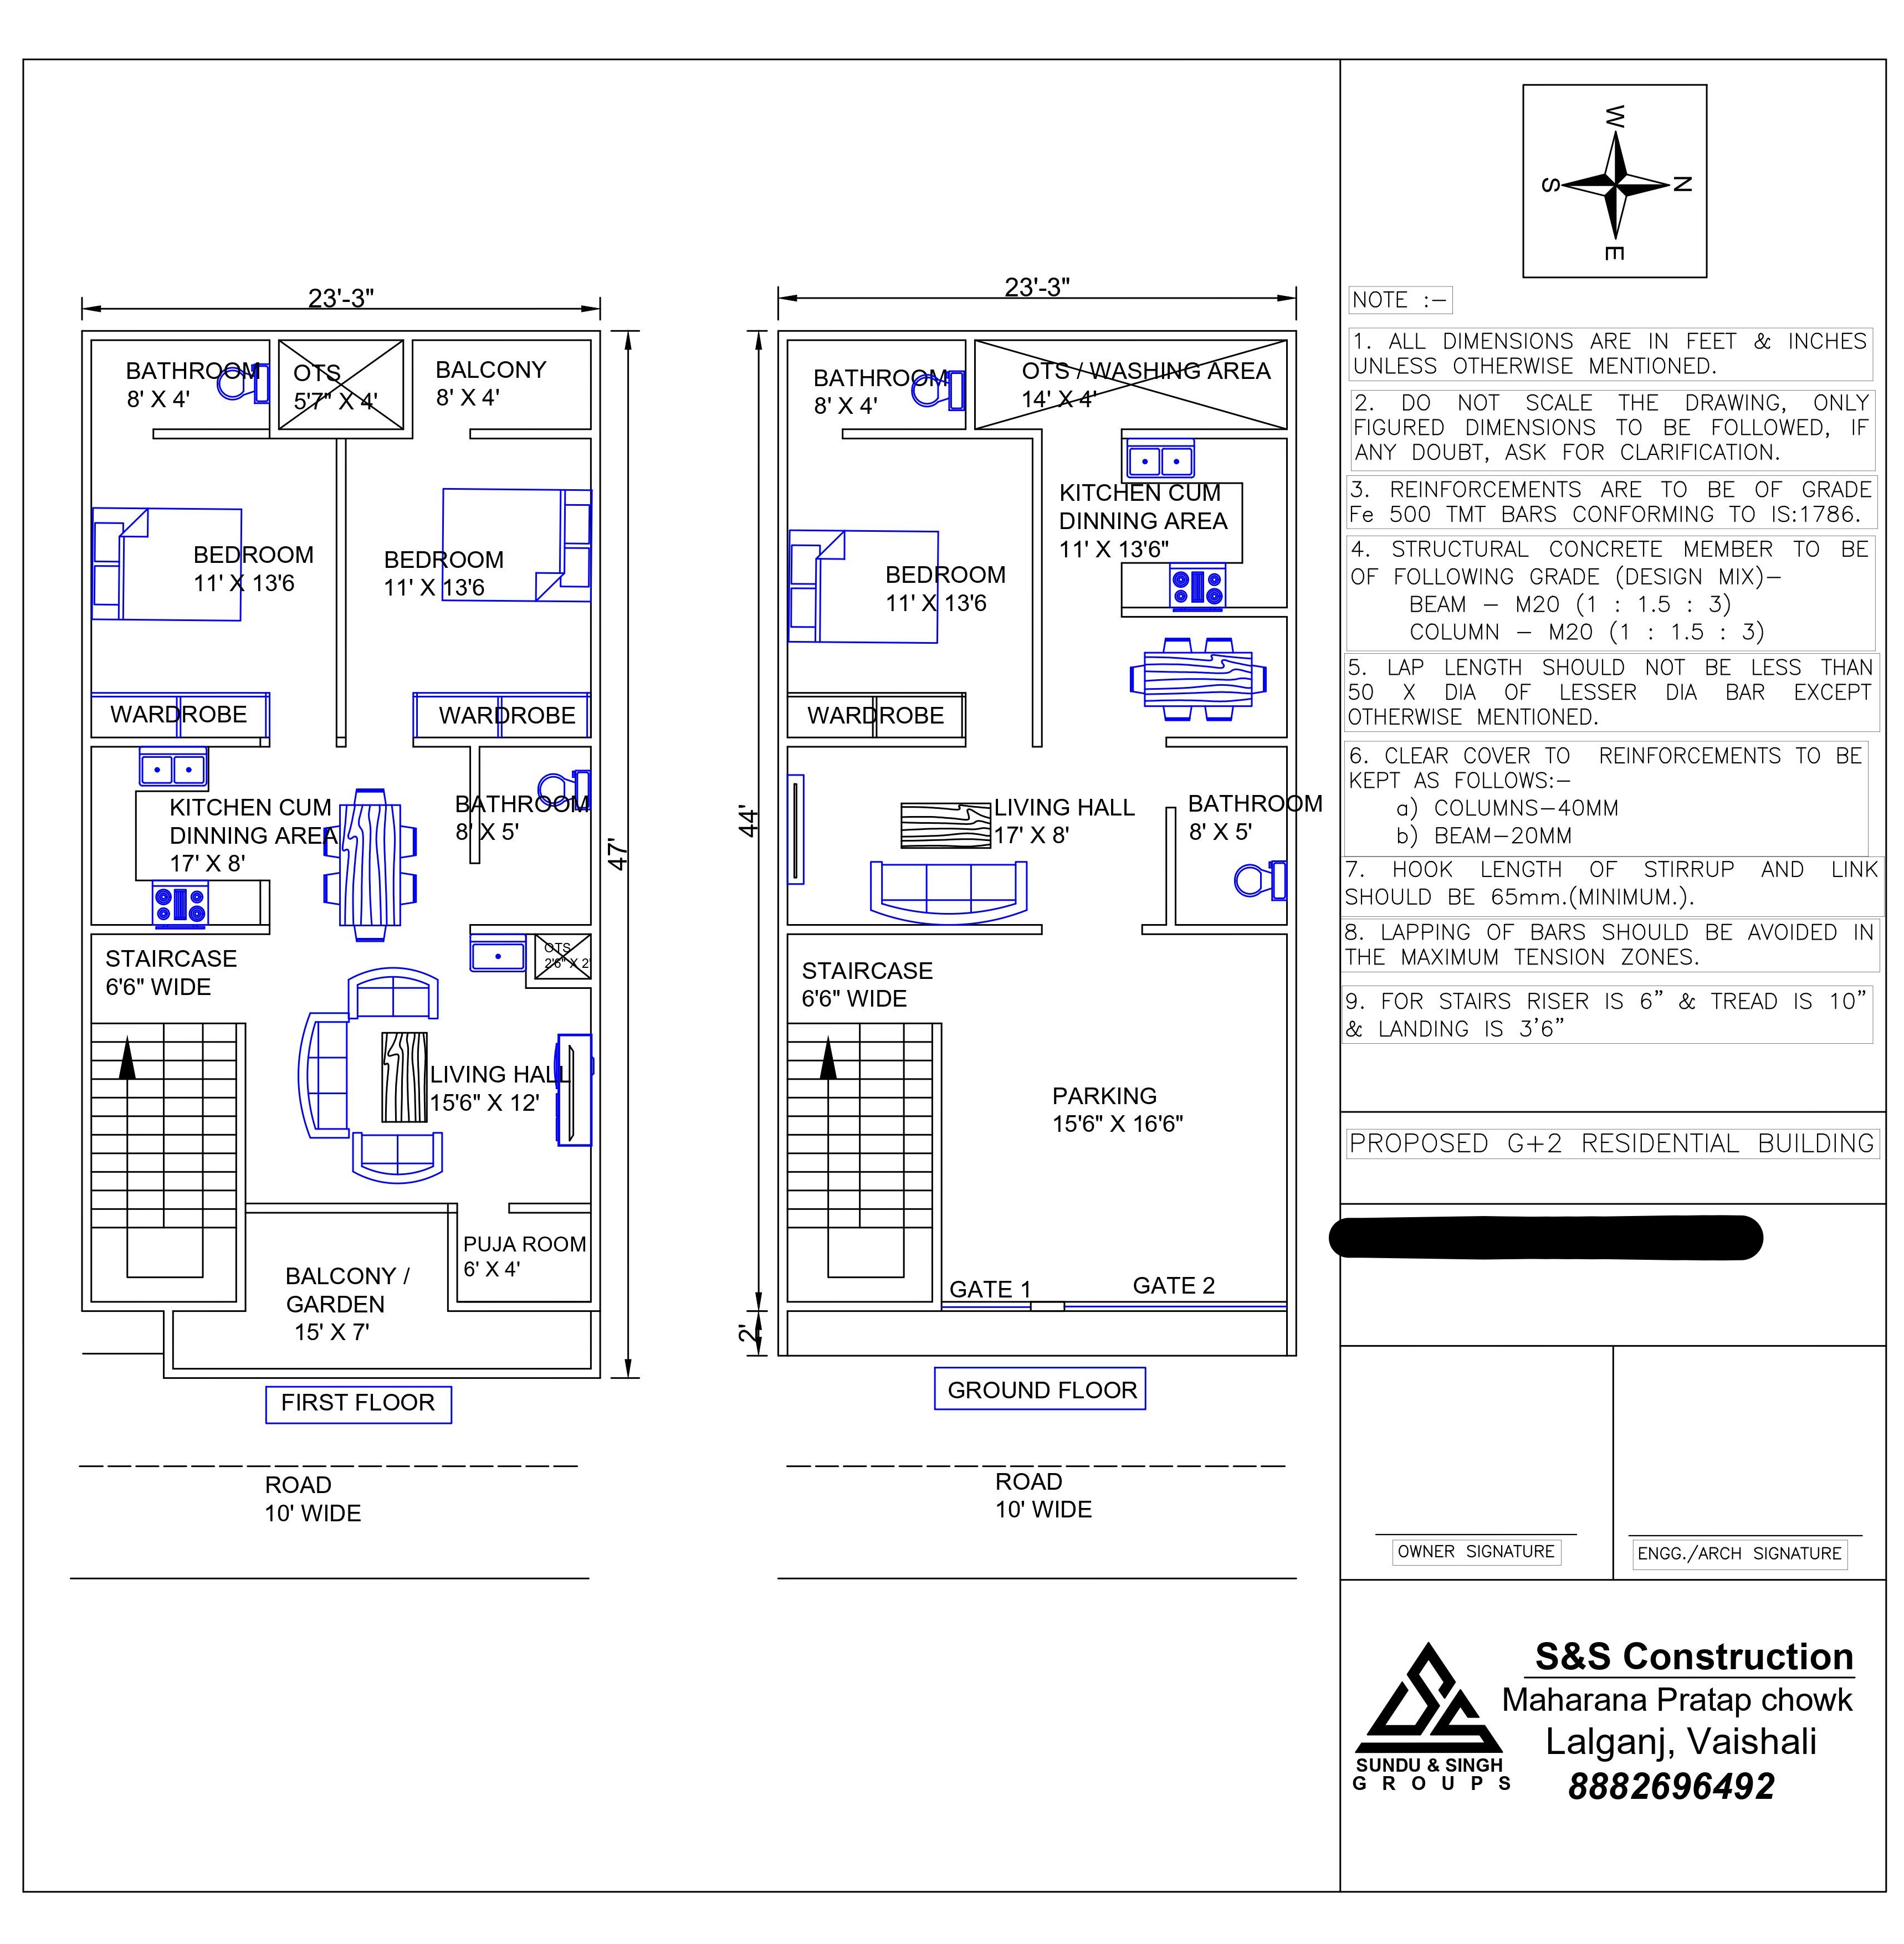 23'-3"
BATHROOM
8' X 4'
OTS
5'7" X 4'
BALCONY
8' X 4'
BEDROOM
11' X 13'6
BEDROOM
11' X 13'6
WARDROBE
WARDROBE
KITCHEN CUM
DINNING AREA
17' X 8'
BATHROOM
8' X 5'
47'
STAIRCASE
6'6" WIDE
OTS
2'6" X 2'
LIVING HALL
15'6" X 12'
PUJA ROOM
6' X 4'
BALCONY /
GARDEN
15' X 7'
FIRST FLOOR
ROAD
10' WIDE
23'-3"
BATHROOM
8' X 4'
OTS / WASHING AREA
14' X 4'
KITCHEN CUM
DINNING AREA
11' X 13'6"
BEDROOM
11' X 13'6
WARDROBE
44'
LIVING HALL
17' X 8'
BATHROOM
8' X 5'
STAIRCASE
6'6" WIDE
PARKING
15'6" X 16'6"
GATE 1
GATE 2
2'
GROUND FLOOR
ROAD
10' WIDE
W
S
N
E
NOTE :-
1. ALL DIMENSIONS ARE IN FEET & INCHES
UNLESS OTHERWISE MENTIONED.
2. DO NOT SCALE THE DRAWING, ONLY
FIGURED DIMENSIONS TO BE FOLLOWED, IF
ANY DOUBT, ASK FOR CLARIFICATION.
3. REINFORCEMENTS ARE TO BE OF GRADE
Fe 500 TMT BARS CONFORMING TO IS:1786.
4. STRUCTURAL CONCRETE MEMBER TO BE
OF FOLLOWING GRADE (DESIGN MIX)-
BEAM - M20 (1 : 1.5 : 3)
COLUMN - M20 (1 : 1.5 : 3)
5. LAP LENGTH SHOULD NOT BE LESS THAN
50 X DIA OF LESSER DIA BAR EXCEPT
OTHERWISE MENTIONED.
6. CLEAR COVER TO REINFORCEMENTS TO BE
KEPT AS FOLLOWS:-
a) COLUMNS-40MM
b) BEAM-20MM
7. HOOK LENGTH OF STIRRUP AND LINK
SHOULD BE 65mm.(MINIMUM.).
8. LAPPING OF BARS SHOULD BE AVOIDED IN
THE MAXIMUM TENSION ZONES.
9. FOR STAIRS RISER IS 6” & TREAD IS 10”
& LANDING IS 3’6”
PROPOSED G+2 RESIDENTIAL BUILDING
OWNER SIGNATURE
ENGG./ARCH SIGNATURE
SUNDU & SINGH
GROUPS
S&S Construction
Maharana Pratap chowk
Lalganj, Vaishali
8882696492